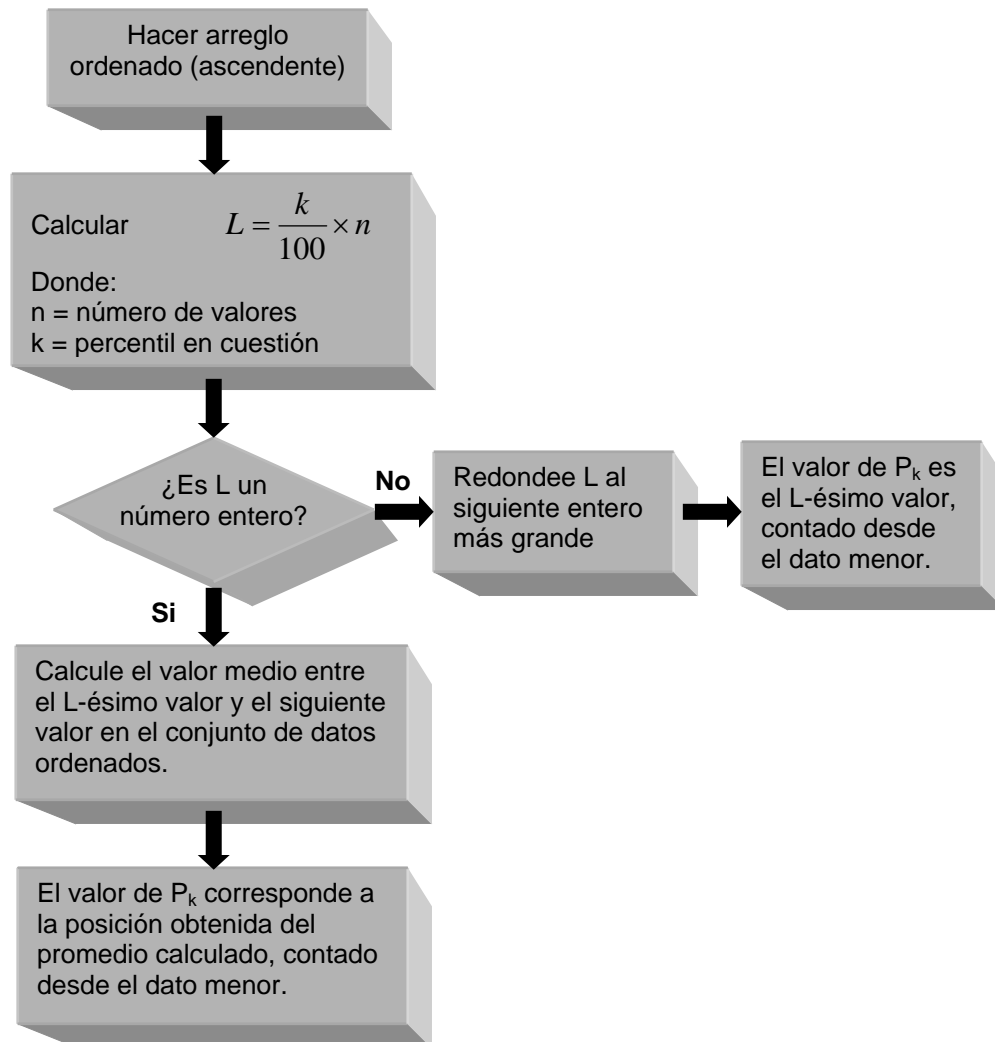 Hacer arreglo
ordenado (ascendente)
Calcular L = k/100 × n
Donde:
n = número de valores
k = percentil en cuestión
¿Es L un
número entero?
No
Redondee L al
siguiente entero
más grande
El valor de Pₖ es
el L-ésimo valor,
contado desde
el dato menor.
Si
Calcule el valor medio entre
el L-ésimo valor y el siguiente
valor en el conjunto de datos
ordenados.
El valor de Pₖ corresponde a
la posición obtenida del
promedio calculado, contado
desde el dato menor.